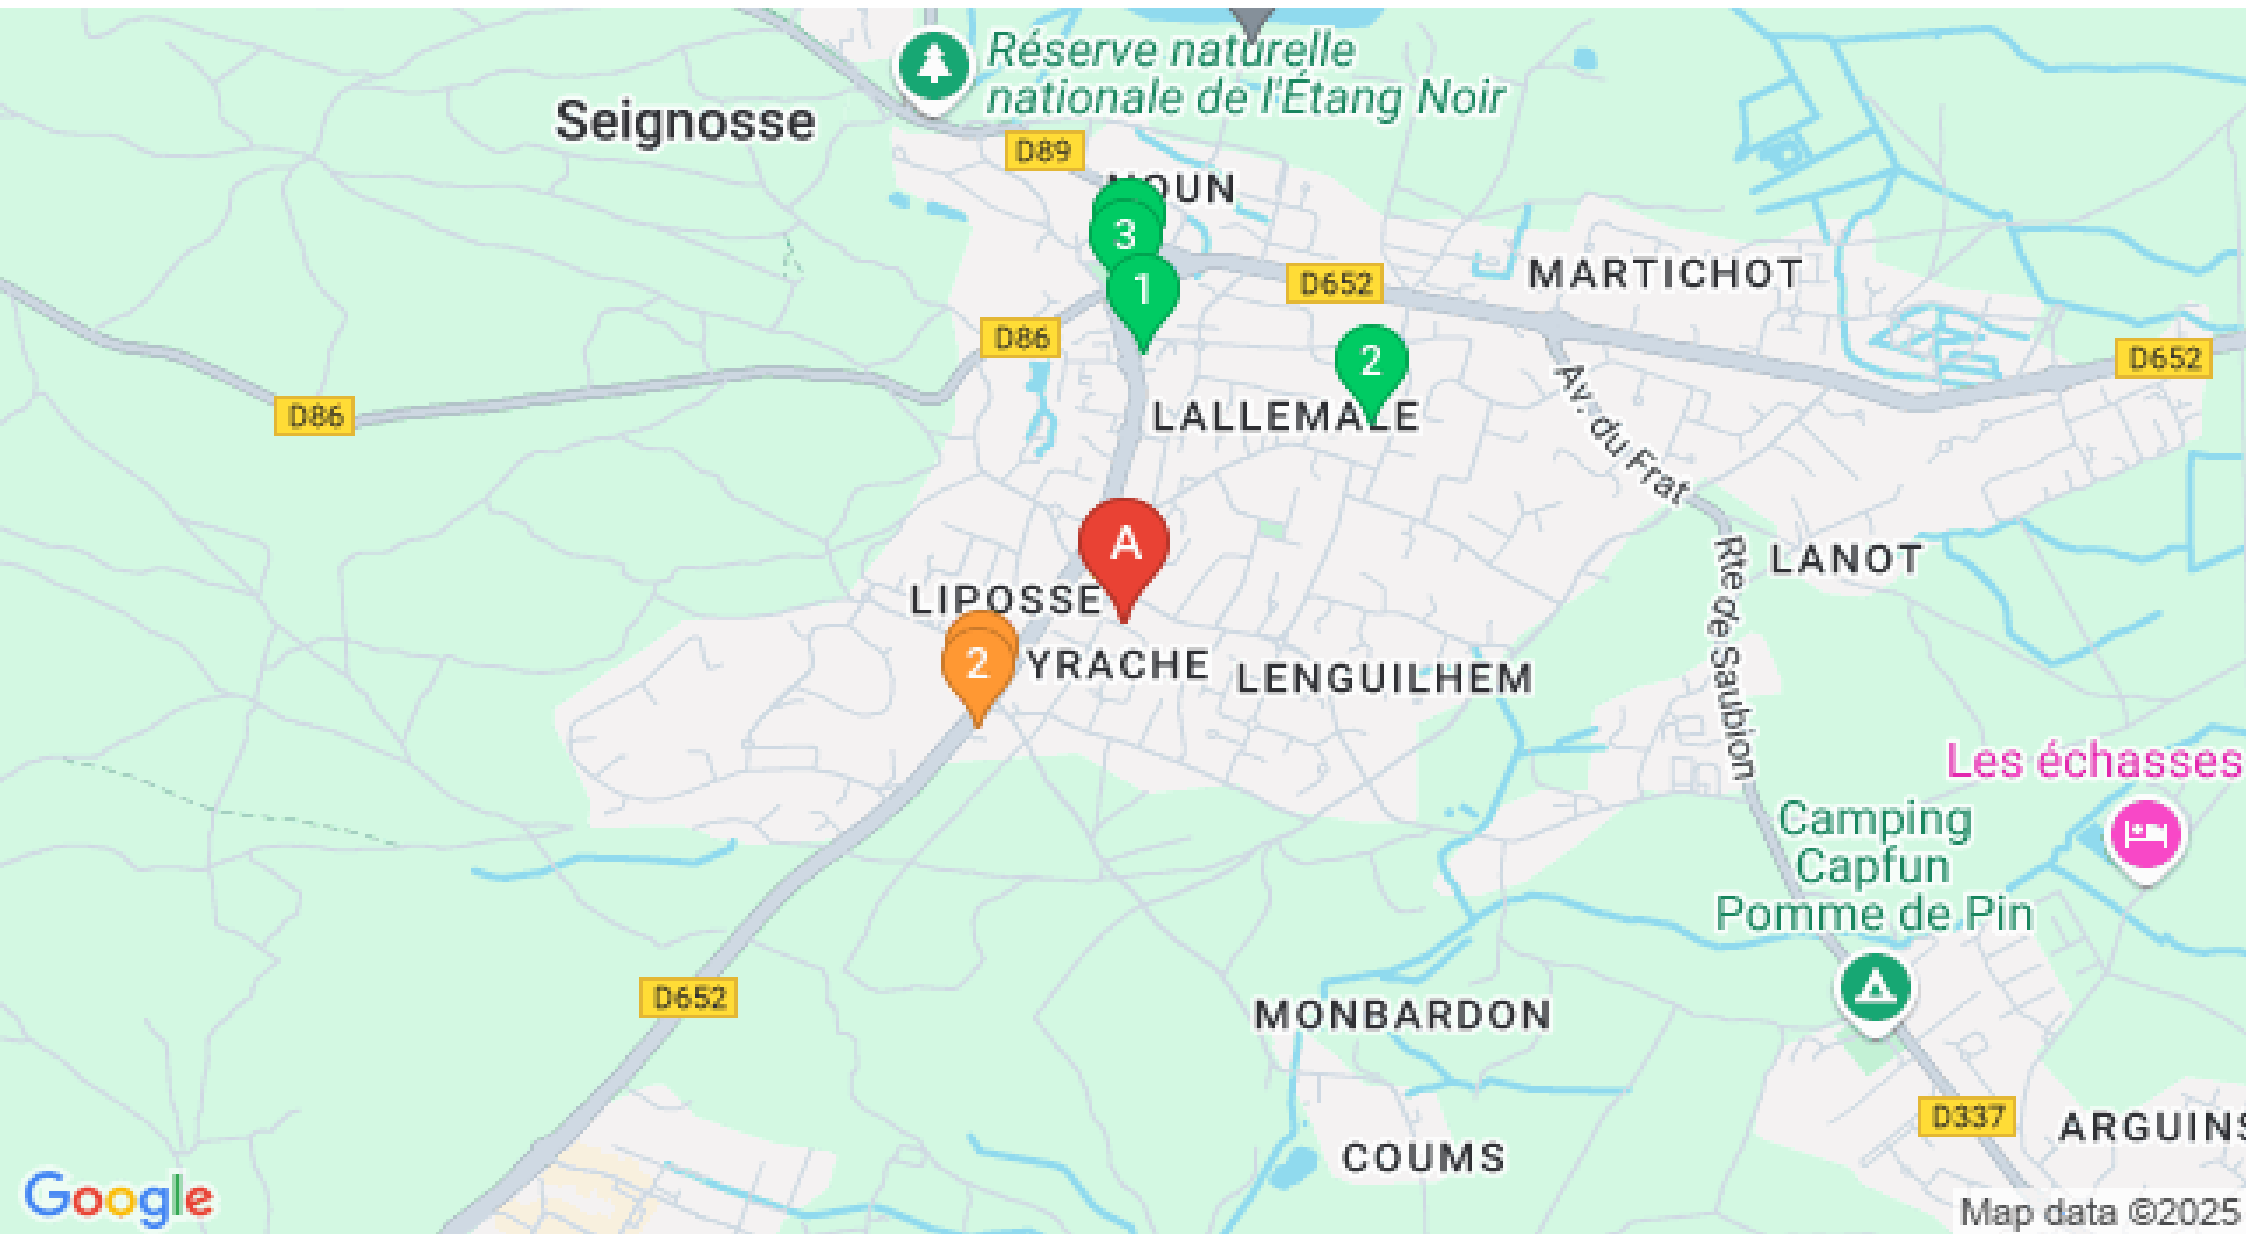 Réserve naturelle
nationale de l'Étang Noir
Seignosse
D89
3
1
D652
MARTICHOT
D86
2
D652
D86
LALLEMALE
Av. du Frat
A
Rte de Saubion
LANOT
LIPOSSE
2
YRACHE
LENGUILHEM
Les échasses
Camping
Capfun
Pomme de Pin
D652
MONBARDON
D337
ARGUINS
COUMS
Google
Map data ©2025